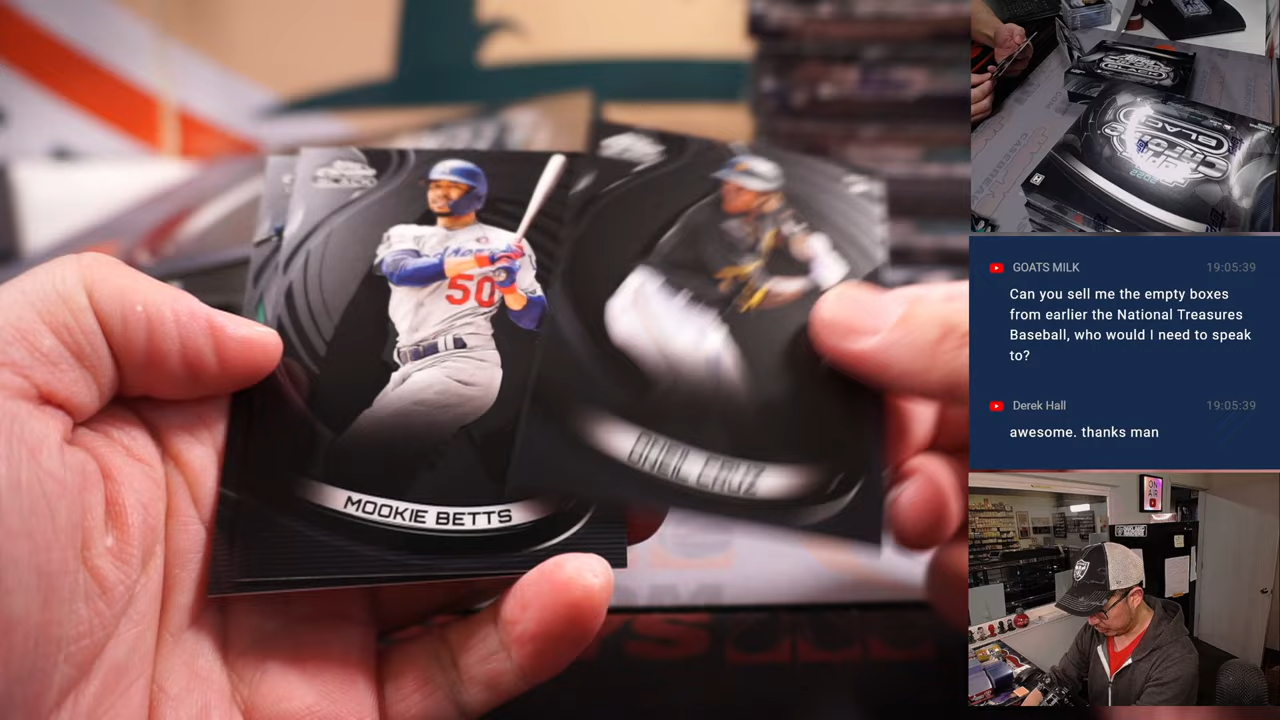 MOOKIE BETTS
50
ONEIL CRUZ
GOATS MILK 19:05:39
Can you sell me the empty boxes
from earlier the National Treasures
Baseball, who would I need to speak
to?
Derek Hall 19:05:39
awesome. thanks man
ON
AIR